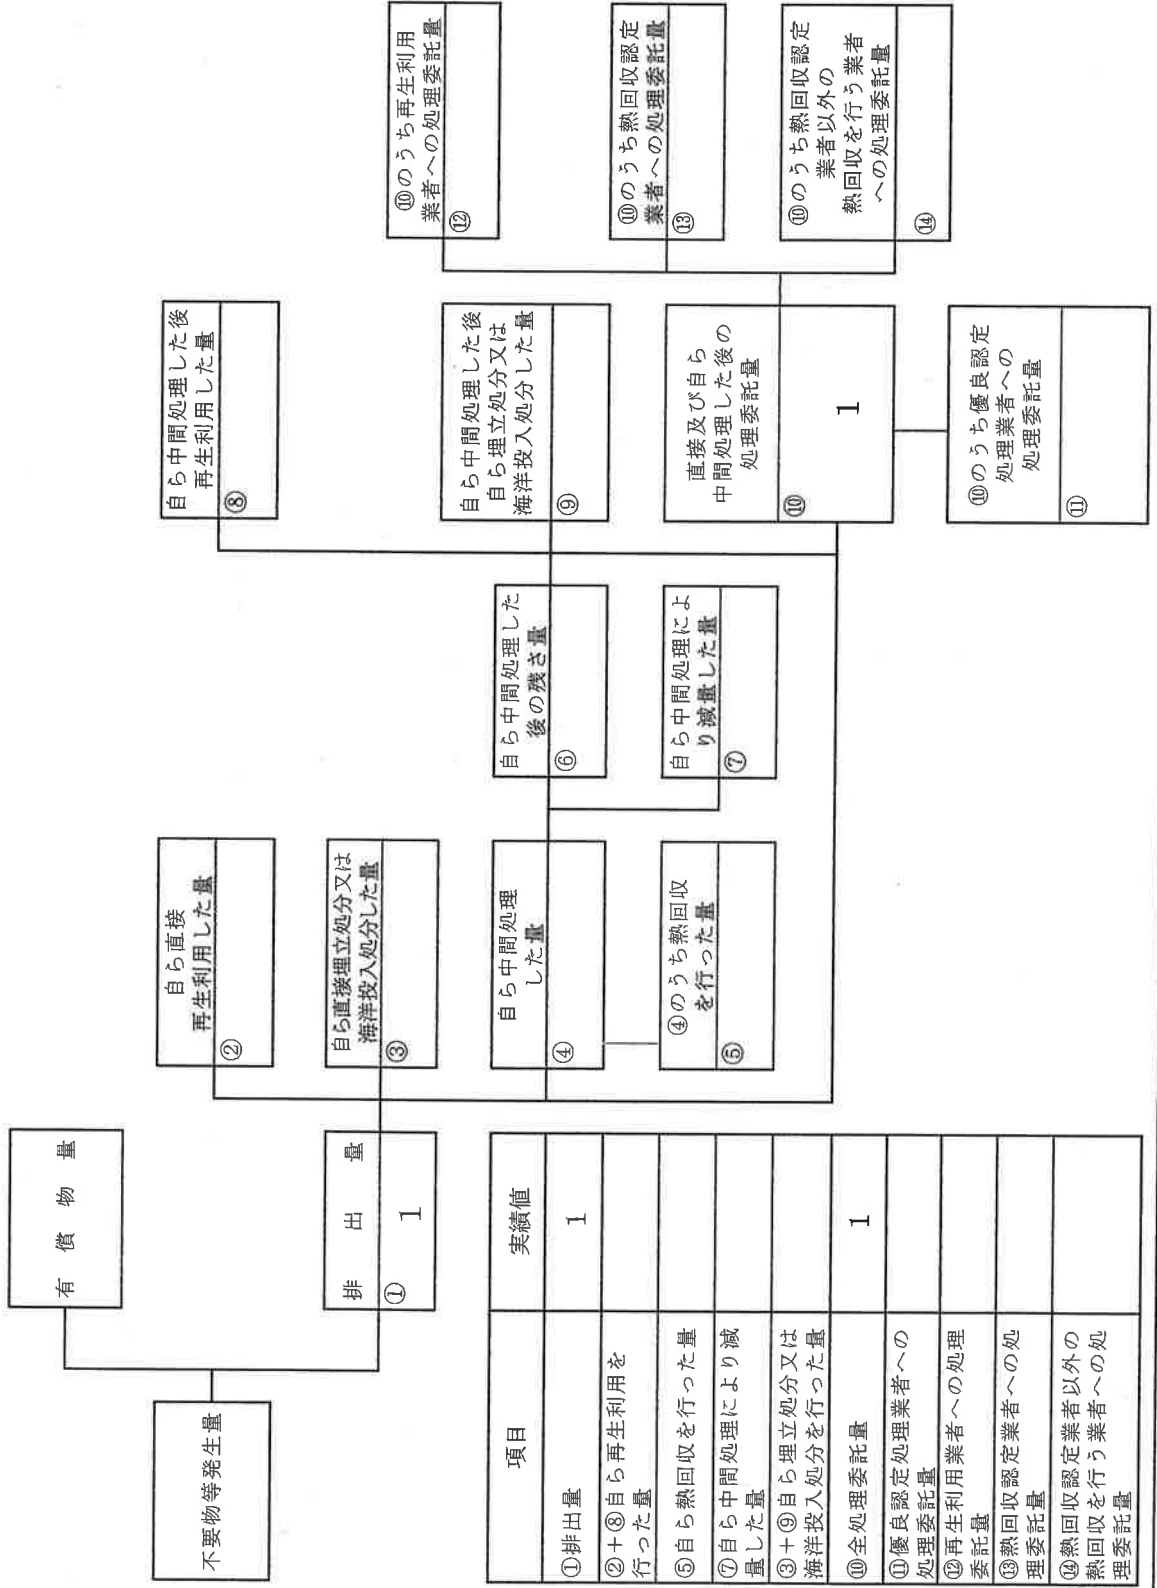 不要物等発生量
有償物量
排出量
①
1
自ら直接
再生利用した量
②
自ら直接埋立処分又は
海洋投入処分した量
③
自ら中間処理
した量
④
④のうち熱回収
を行った量
⑤
自ら中間処理した
後の残さ量
⑥
自ら中間処理によ
り減量した量
⑦
自ら中間処理した後
再生利用した量
⑧
自ら中間処理した後
自ら埋立処分又は
海洋投入処分した量
⑨
直接及び自ら
中間処理した後の
処理委託量
⑩
1
⑩のうち優良認定
処理業者への
処理委託量
⑪
⑩のうち再生利用
業者への処理委託量
⑫
⑩のうち熱回収認定
業者への処理委託量
⑬
⑩のうち熱回収認定
業者以外の
熱回収を行う業者
への処理委託量
⑭
項目 実績値
①排出量 1
②+⑧自ら再生利用を
行った量
⑤自ら熱回収を行った量
⑦自ら中間処理により減
量した量
③+⑨自ら埋立処分又は
海洋投入処分を行った量
⑩全処理委託量 1
⑪優良認定処理業者への
処理委託量
⑫再生利用業者への処理
委託量
⑬熱回収認定業者への処
理委託量
⑭熱回収認定業者以外の
熱回収を行う業者への処
理委託量